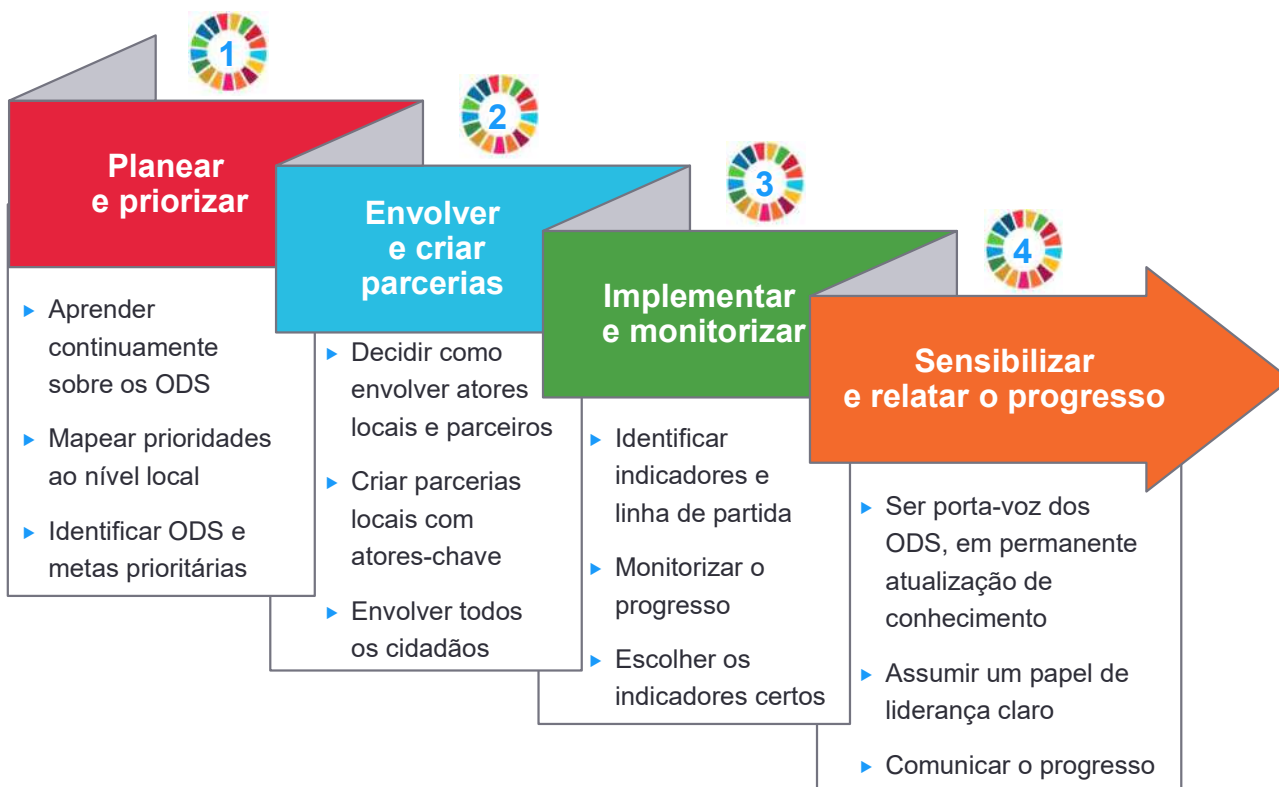 1
Planear
e priorizar
Aprender
continuamente
sobre os ODS
Mapear prioridades
ao nível local
Identificar ODS e
metas prioritárias
2
Envolver
e criar
parcerias
Decidir como
envolver atores
locais e parceiros
Criar parcerias
locais com
atores-chave
Envolver todos
os cidadãos
3
Implementar
e monitorizar
Identificar
indicadores e
linha de partida
Monitorizar o
progresso
Escolher os
indicadores certos
4
Sensibilizar
e relatar o progresso
Ser porta-voz dos
ODS, em permanente
atualização de
conhecimento
Assumir um papel de
liderança claro
Comunicar o progresso